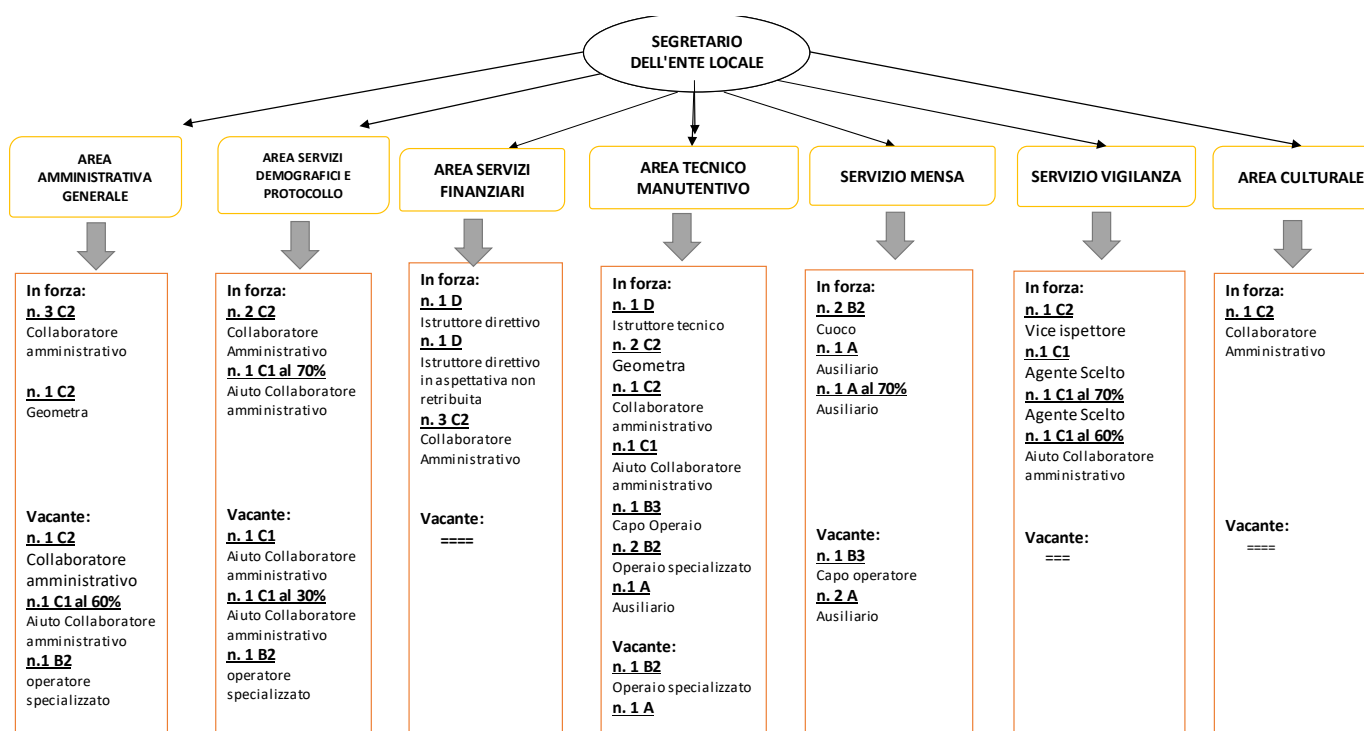 SEGRETARIO
DELL'ENTE LOCALE
AREA
AMMINISTRATIVA
GENERALE
In forza:
n. 3 C2
Collaboratore
amministrativo
n. 1 C2
Geometra
Vacante:
n. 1 C2
Collaboratore
amministrativo
n.1 C1 al 60%
Aiuto Collaboratore
amministrativo
n.1 B2
operatore
specializzato
AREA SERVIZI
DEMOGRAFICI E
PROTOCOLLO
In forza:
n. 2 C2
Collaboratore
Amministrativo
n. 1 C1 al 70%
Aiuto Collaboratore
amministrativo
Vacante:
n. 1 C1
Aiuto Collaboratore
amministrativo
n. 1 C1 al 30%
Aiuto Collaboratore
amministrativo
n. 1 B2
operatore
specializzato
AREA SERVIZI
FINANZIARI
In forza:
n. 1 D
Istruttore direttivo
n. 1 D
Istruttore direttivo
in aspettativa non
retribuita
n. 3 C2
Collaboratore
Amministrativo
Vacante:
====
AREA TECNICO
MANUTENTIVO
In forza:
n. 1 D
Istruttore tecnico
n. 2 C2
Geometra
n. 1 C2
Collaboratore
amministrativo
n.1 C1
Aiuto Collaboratore
amministrativo
n. 1 B3
Capo Operaio
n. 2 B2
Operaio specializzato
n.1 A
Ausiliario
Vacante:
n. 1 B2
Operaio specializzato
n. 1 A
SERVIZIO MENSA
In forza:
n. 2 B2
Cuoco
n. 1 A
Ausiliario
n. 1 A al 70%
Ausiliario
Vacante:
n. 1 B3
Capo operatore
n. 2 A
Ausiliario
SERVIZIO VIGILANZA
In forza:
n. 1 C2
Vice ispettore
n.1 C1
Agente Scelto
n. 1 C1 al 70%
Agente Scelto
n. 1 C1 al 60%
Aiuto Collaboratore
amministrativo
Vacante:
===
AREA CULTURALE
In forza:
n. 1 C2
Collaboratore
Amministrativo
Vacante:
====